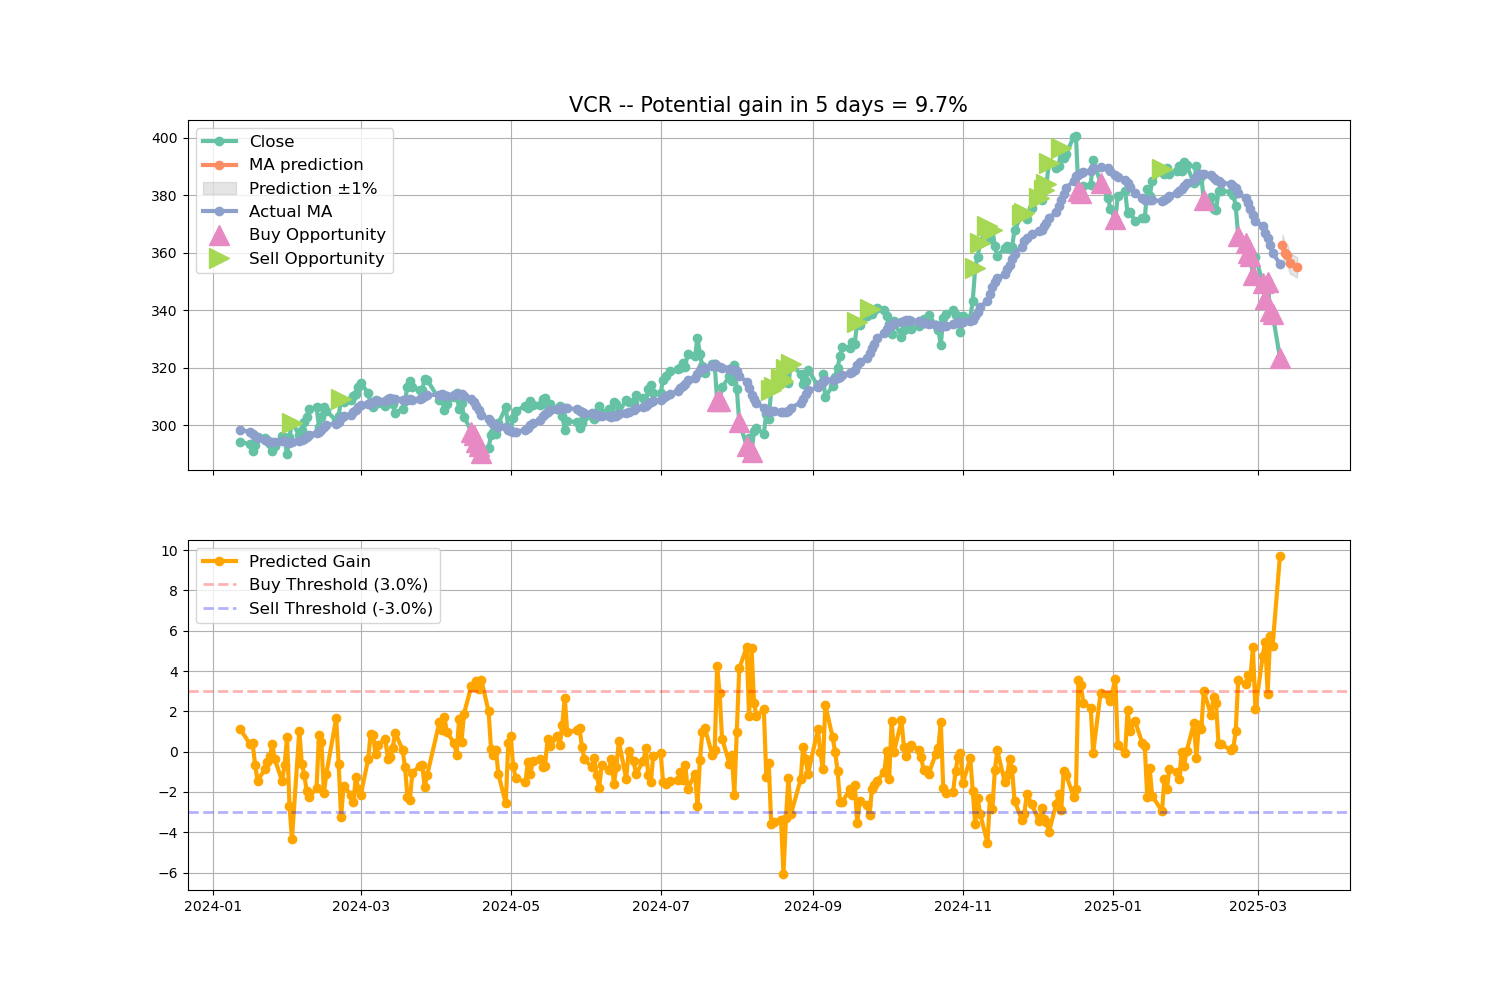 VCR -- Potential gain in 5 days = 9.7%
400
380
360
340
320
300
Close
MA prediction
Prediction ±1%
Actual MA
Buy Opportunity
Sell Opportunity
10
8
6
4
2
0
−2
−4
−6
Predicted Gain
Buy Threshold (3.0%)
Sell Threshold (-3.0%)
2024-01 2024-03 2024-05 2024-07 2024-09 2024-11 2025-01 2025-03